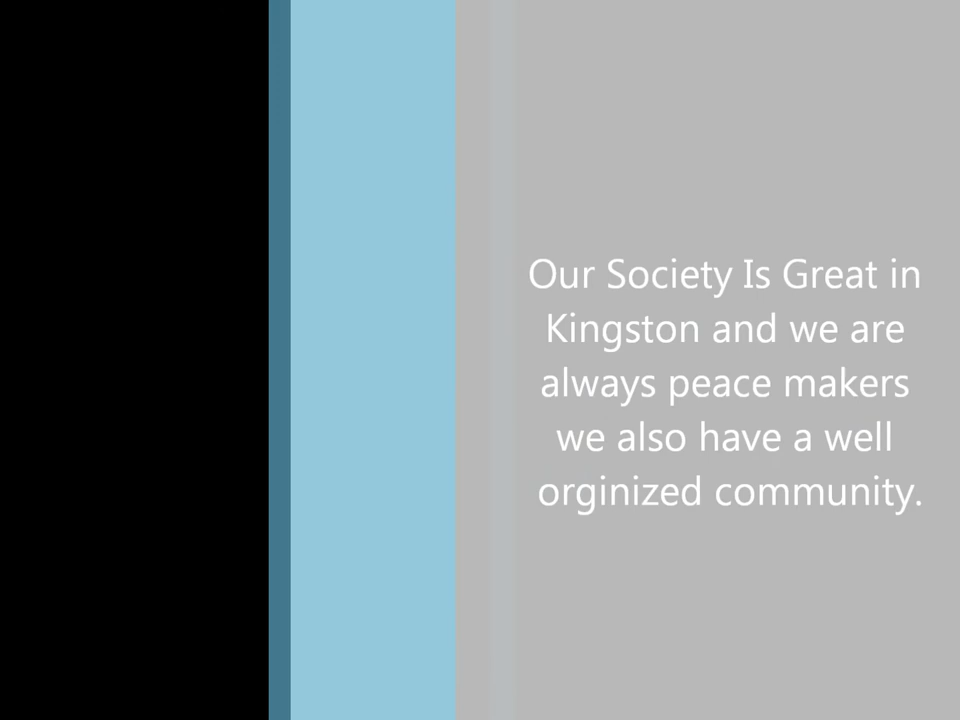 Our Society Is Great in
Kingston and we are
always peace makers
we also have a well
orginized community.